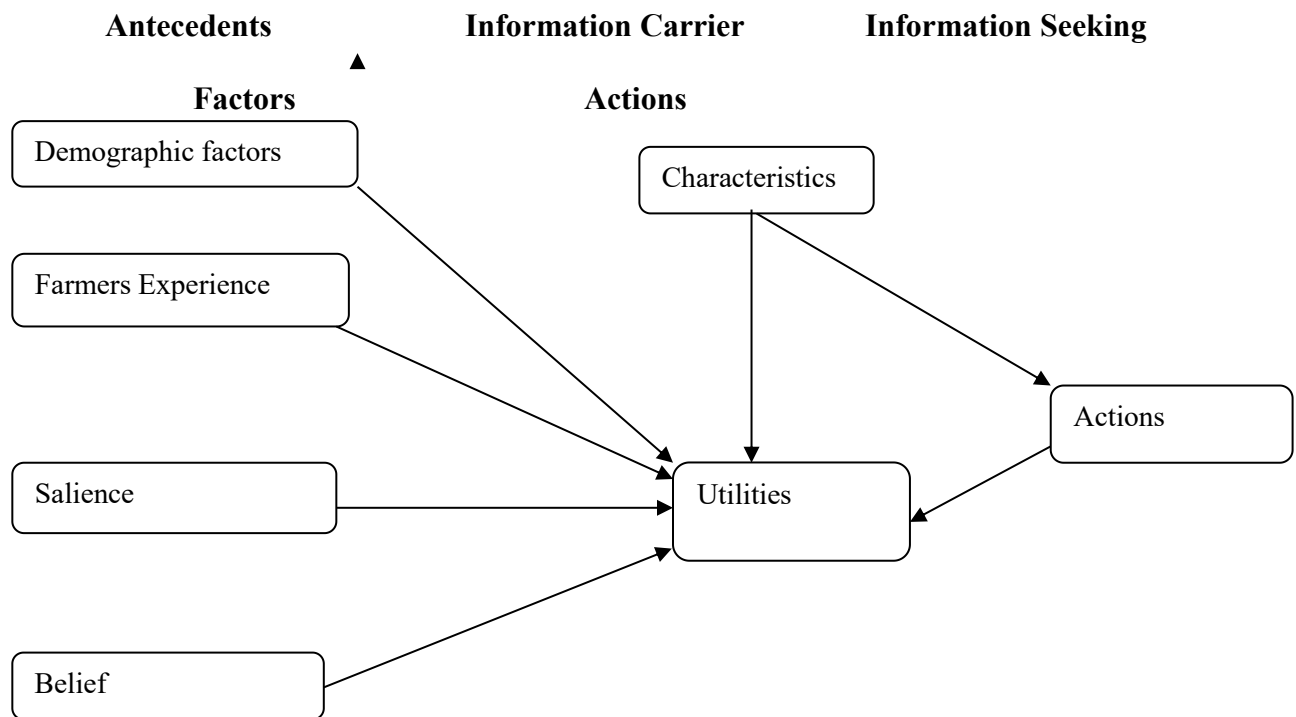 Antecedents Information Carrier Information Seeking
Factors Actions
Demographic factors
Characteristics
Farmers Experience
Actions
Salience
Utilities
Belief